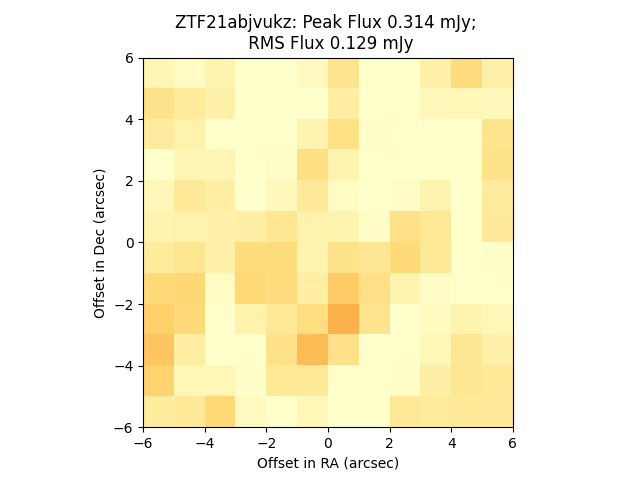 ZTF21abjvukz: Peak Flux 0.314 mJy;
RMS Flux 0.129 mJy
6
4
2
0
−2
−4
−6
Offset in Dec (arcsec)
−6 −4 −2 0 2 4 6
Offset in RA (arcsec)